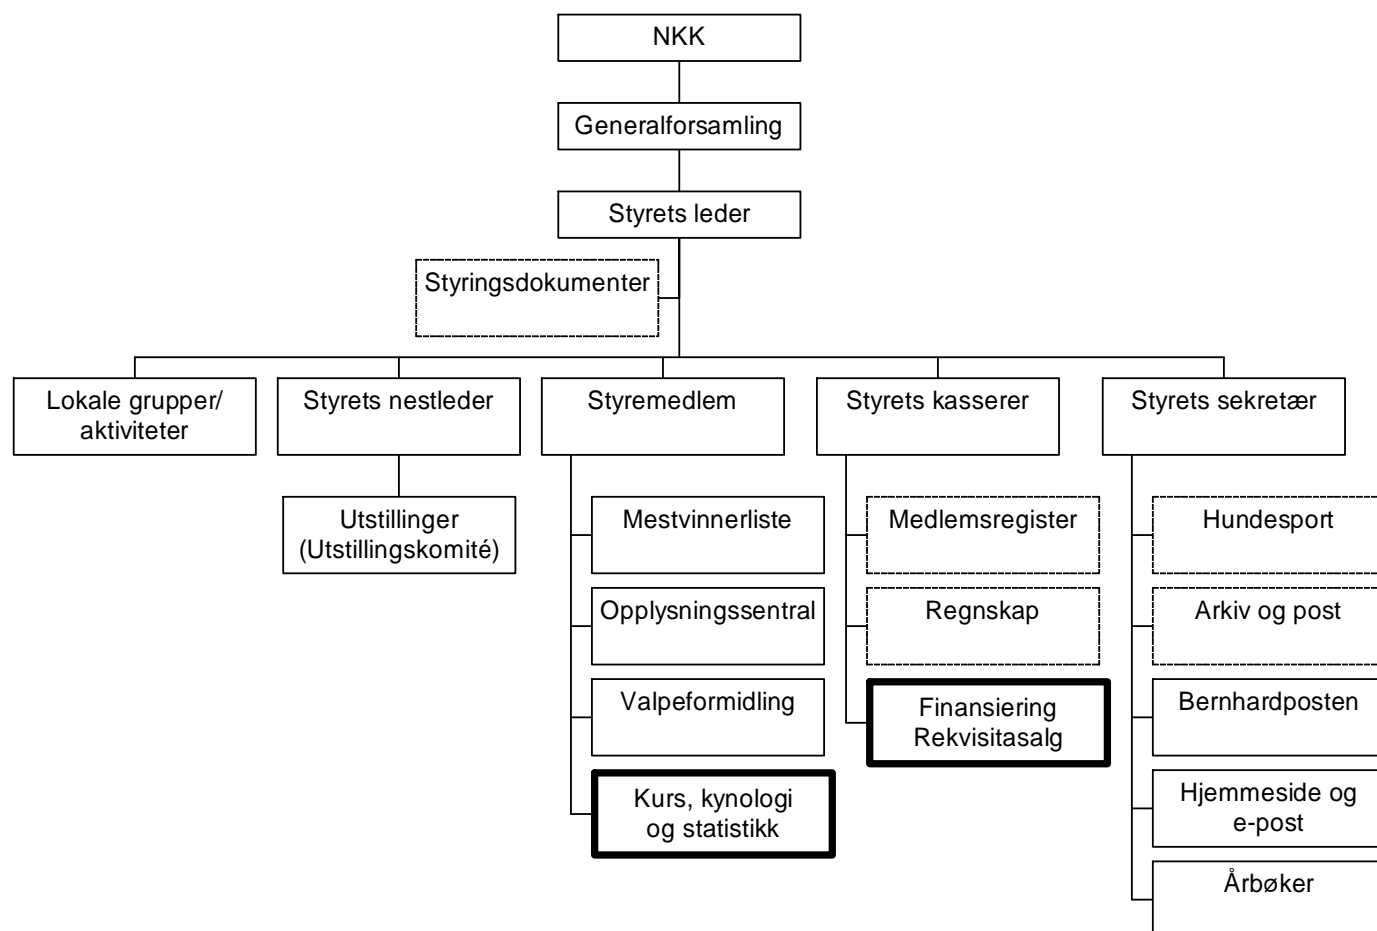 NKK
Generalforsamling
Styrets leder
Styringsdokumenter
Lokale grupper/
aktiviteter
Styrets nestleder
Styremedlem
Styrets kasserer
Styrets sekretær
Utstillinger
(Utstillingskomité)
Mestvinnerliste
Opplysningssentral
Valpeformidling
Kurs, kynologi
og statistikk
Medlemsregister
Regnskap
Finansiering
Rekvisitasalg
Hundesport
Arkiv og post
Bernhardposten
Hjemmeside og
e-post
Årbøker